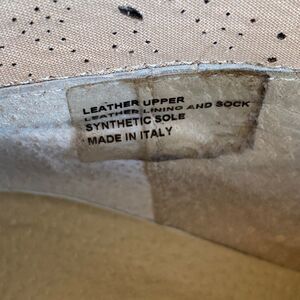 LEATHER UPPER
LEATHER LINING AND SOCK
SYNTHETIC SOLE
MADE IN ITALY